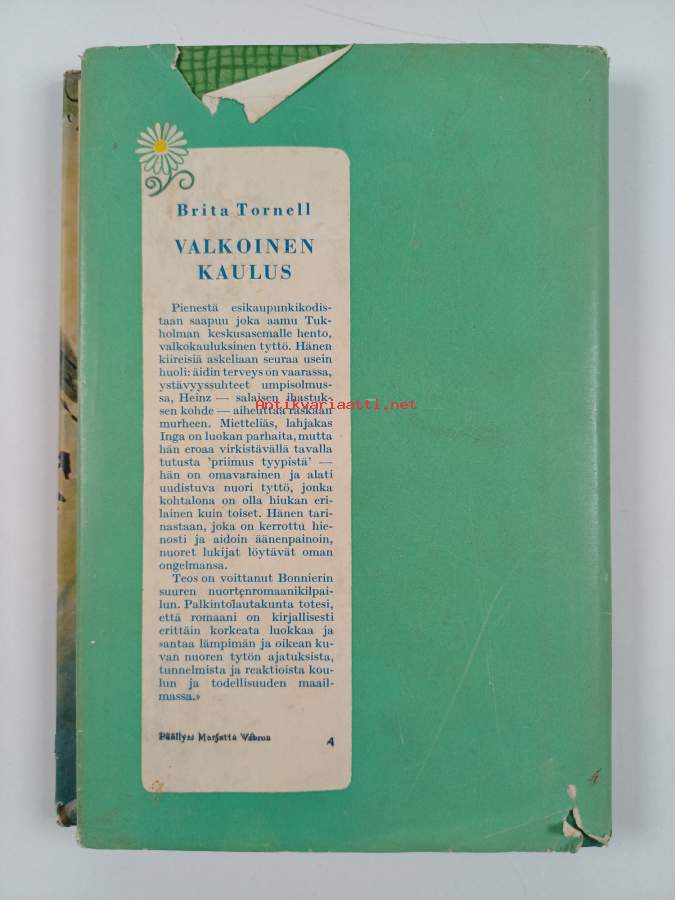 Brita Tornell
VALKOINEN
KAULUS
Pienestä esikaupunkikodis-
taan saapuu joka aamu Tuk-
holman keskusasemalle hento,
valkokauluksinen tyttö. Hänen
kiireisiä askeliaan seuraa usein
huoli: äidin terveys on vaarassa,
ystävyyssuhteet umpisolmus-
sa, Heinz — salaisen ihastuk-
sen kohde — aiheuttaa raskaan
murheen. Mietteliäs, lahjakas
Inga on luokan parhaita, mutta
hän eroaa virkistävällä tavalla
tutusta 'priimus tyypistä' —
hän on omavarainen ja alati
uudistuva nuori tyttö, jonka
kohtalona on olla hiukan eri-
lainen kuin toiset. Hänen tari-
nastaan, joka on kerrottu hie-
nosti ja aidoin äänenpainoin,
nuoret lukijat löytävät oman
ongelmansa.
Teos on voittanut Bonnierin
suuren nuortenromaanikilpai-
lun. Palkintolautakunta totesi,
että romaani on kirjallisesti
erittäin korkeata luokkaa ja
»antaa lämpimän ja oikean ku-
van nuoren tytön ajatuksista,
tunnelmista ja reaktioista kou-
lun ja todellisuuden maail-
massa.»
Päällys Marjatta 4
Antikvariaatti.net